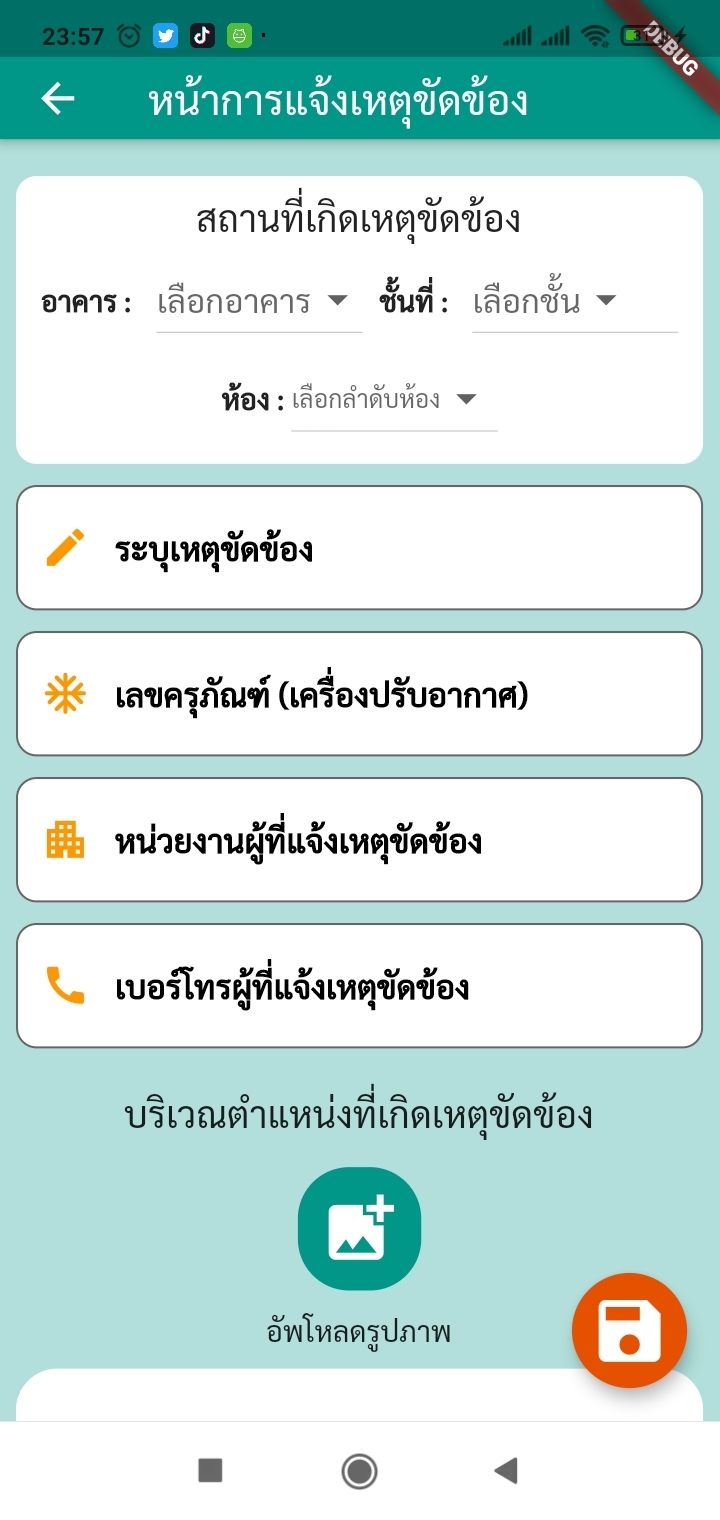 23:57
DEBUG
หน้าการแจ้งเหตุขัดข้อง
สถานที่เกิดเหตุขัดข้อง
อาคาร : เลือกอาคาร ชั้นที่ : เลือกชั้น
ห้อง : เลือกลำดับห้อง
ระบุเหตุขัดข้อง
เลขครุภัณฑ์ (เครื่องปรับอากาศ)
หน่วยงานผู้ที่แจ้งเหตุขัดข้อง
เบอร์โทรผู้ที่แจ้งเหตุขัดข้อง
บริเวณตำแหน่งที่เกิดเหตุขัดข้อง
อัพโหลดรูปภาพ